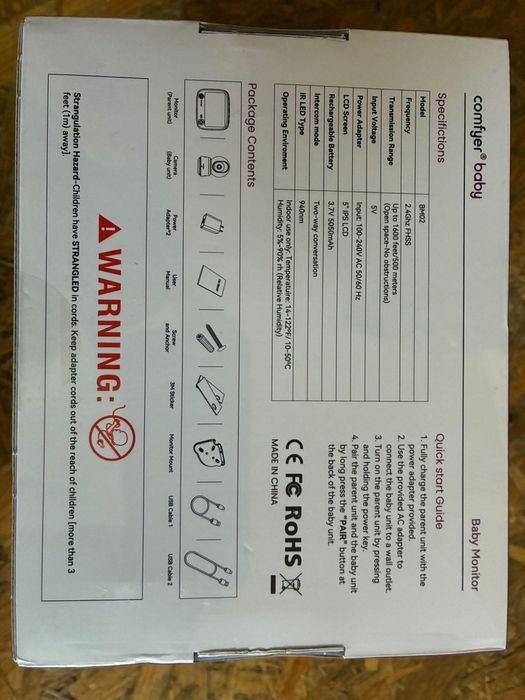 comfyer® baby
Baby Monitor
Specifictions
Model BM02
Frequency 2.4Ghz FHSS
Transmission Range Up to 1600 feet/500 meters
(Open space-No obstructions)
Input Voltage 5V
Power Adapter Input: 100-240V AC 50/60 Hz
LCD Screen 5" IPS LCD
Rechargeable Battery 3.7V 5050mAh
Intercom mode Two-way conversation
IR LED Type 940nm
Operating Enviroment Indoor use only: Temperature: 14-122°F/ 10-50°C
Humidity: 5%-90% rh (Relative Humidity)
Quick start Guide
1. Fully charge the parent unit with the
power adapter provided.
2. Use the provided AC adapter to
connect the baby unit to a wall outlet.
3. Turn on the parent unit by pressing
and holding the power key.
4. Pair the parent unit and the baby unit
by long press the "PAIR" button at
the back of the baby unit.
CE FC RoHS
MADE IN CHINA
Package Contents
Monitor
(Parent unit)
Camera
(Baby unit)
Power
Adapter*2
User
Manual
Screw
and Anchor
3M Sticker
Monitor Mount
USB Cable 1
USB Cable 2
WARNING:
Strangulation Hazard-Children have STRANGLED in cords. Keep adapter cords out of the reach of children [more than 3
feet (1m) away].